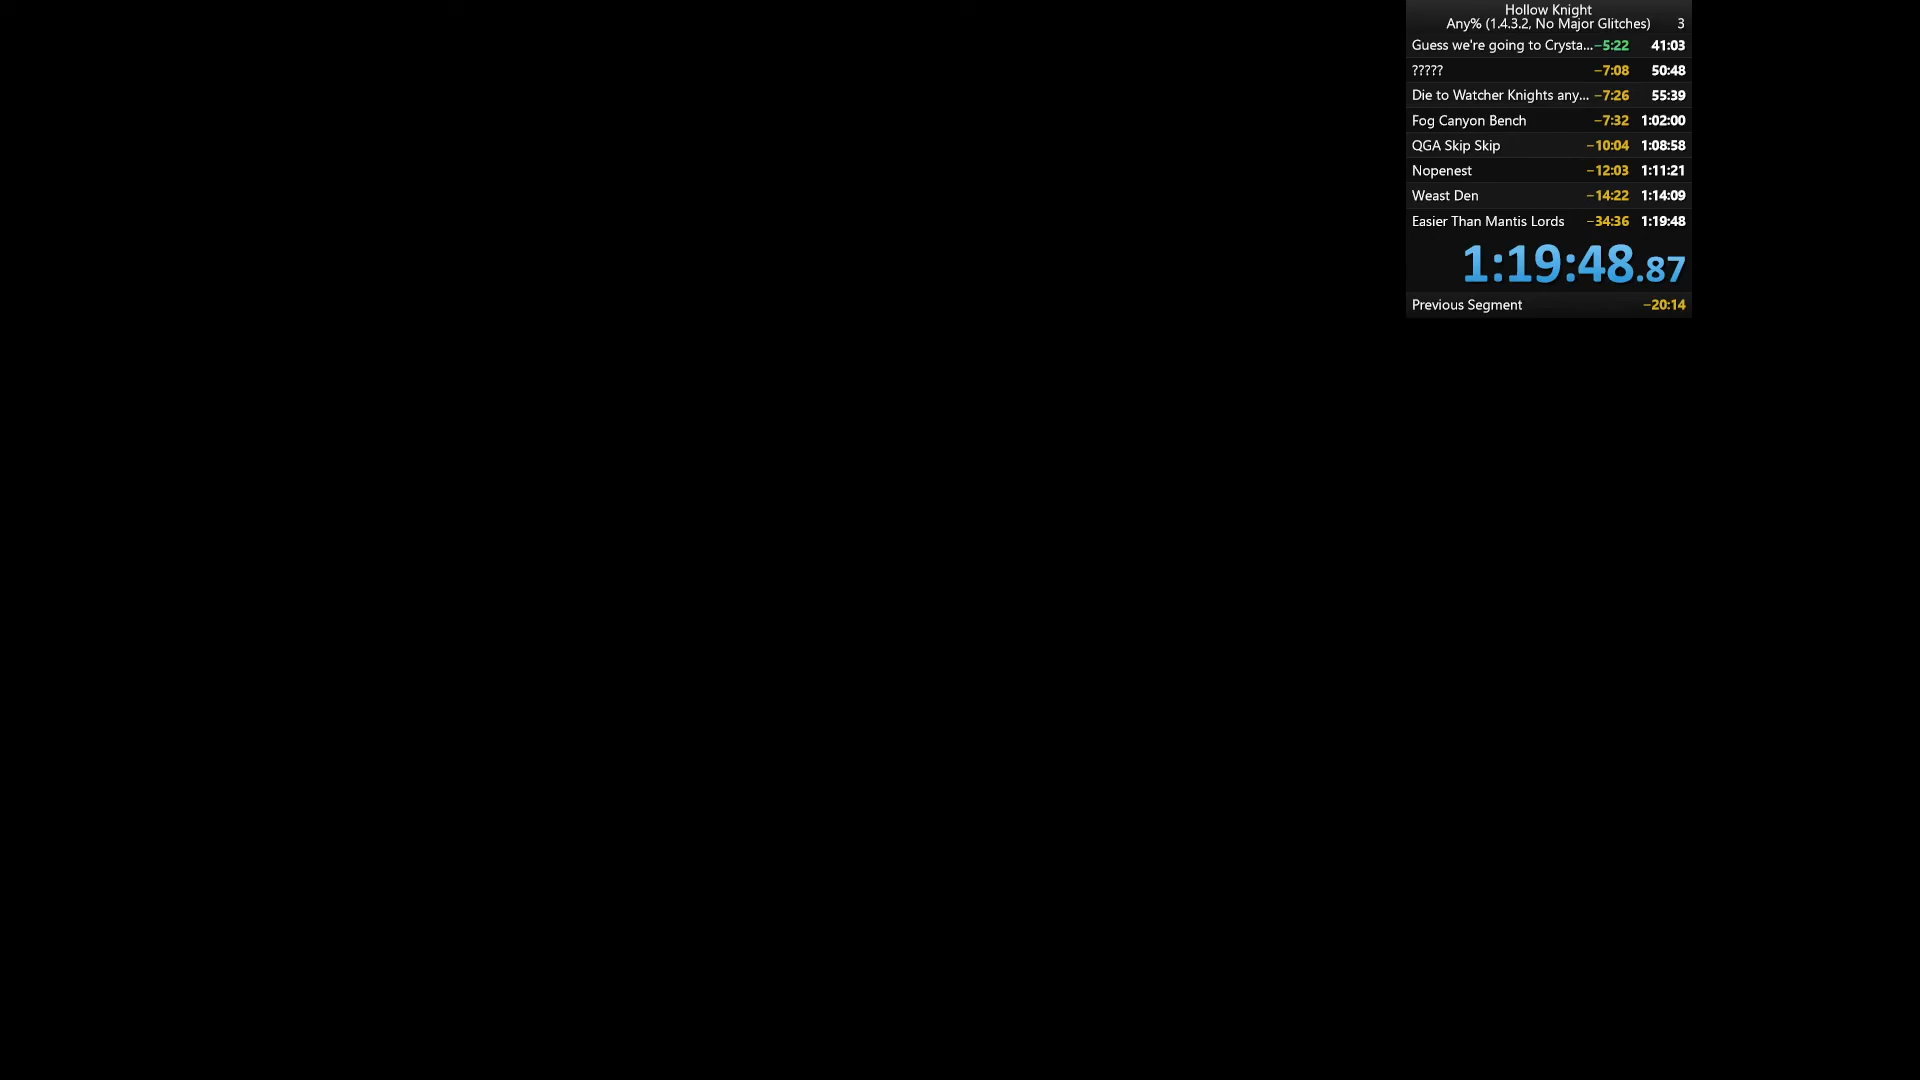 Hollow Knight
Any% (1.4.3.2, No Major Glitches) 3
Guess we're going to Crysta... −5:22 41:03
????? −7:08 50:48
Die to Watcher Knights any... −7:26 55:39
Fog Canyon Bench −7:32 1:02:00
QGA Skip Skip −10:04 1:08:58
Nopenest −12:03 1:11:21
Weast Den −14:22 1:14:09
Easier Than Mantis Lords −34:36 1:19:48
1:19:48.87
Previous Segment −20:14